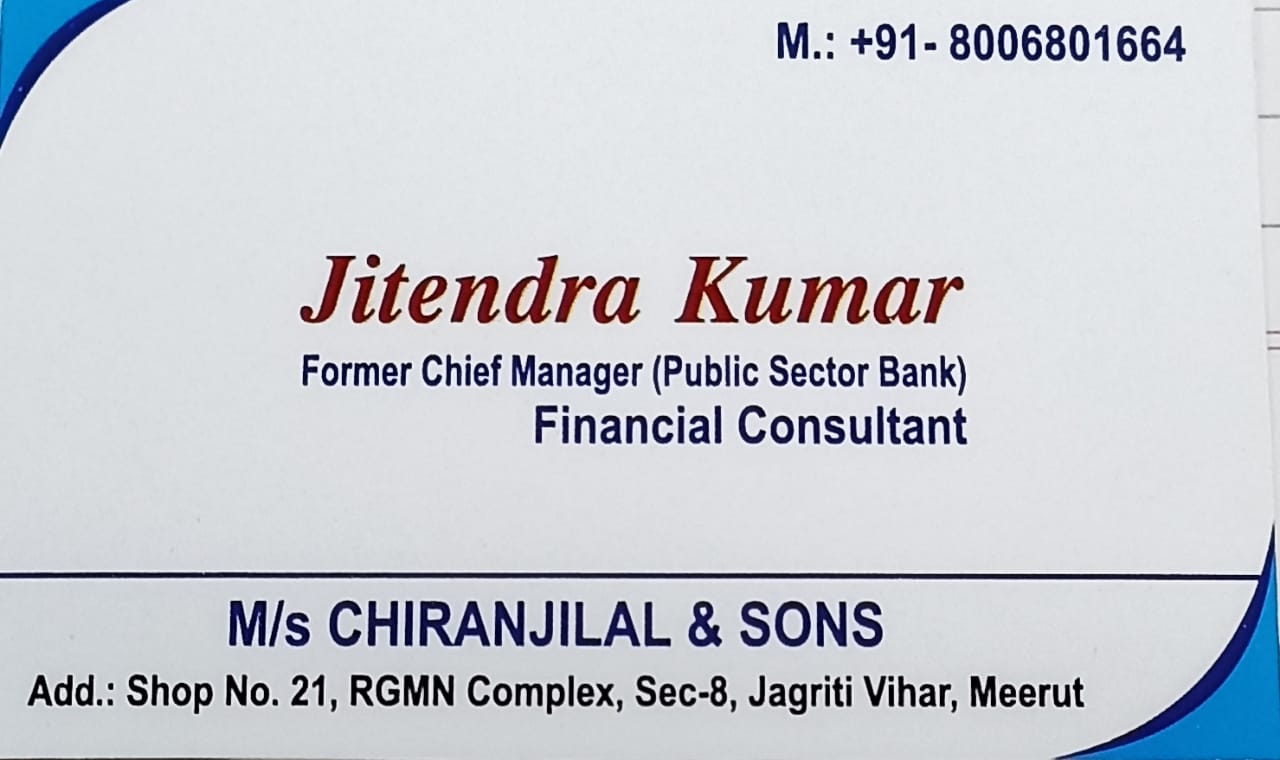 M.: +91- 8006801664
Jitendra Kumar
Former Chief Manager (Public Sector Bank)
Financial Consultant
M/s CHIRANJILAL & SONS
Add.: Shop No. 21, RGMN Complex, Sec-8, Jagriti Vihar, Meerut